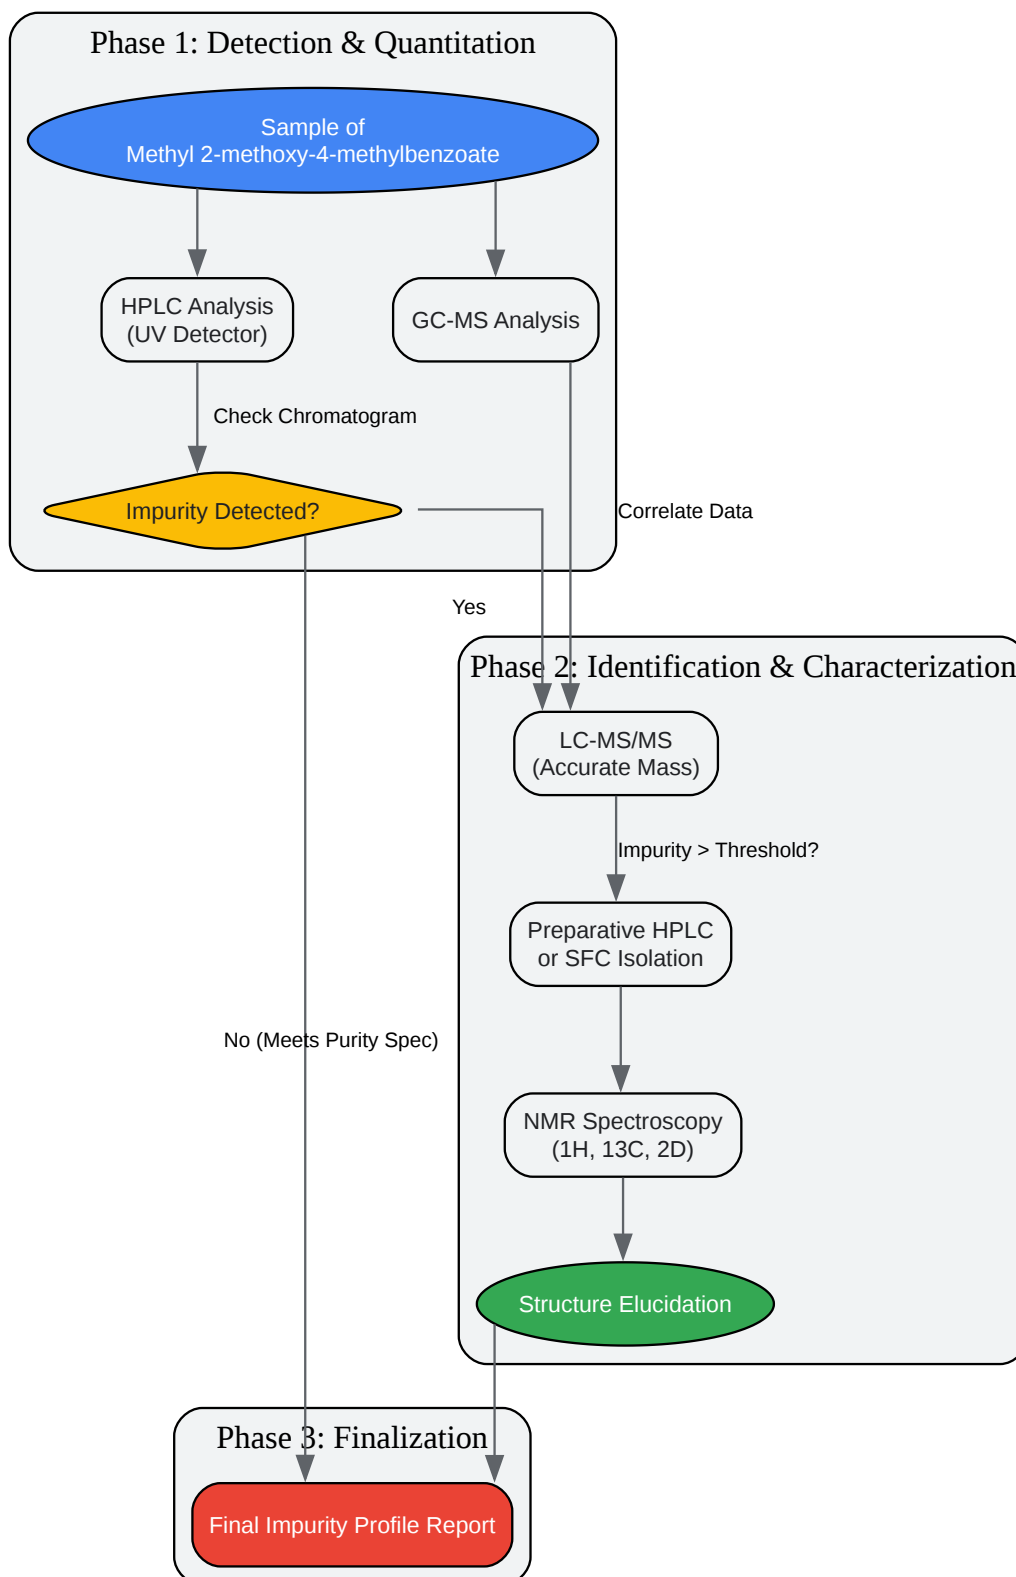 Phase 1: Detection & Quantitation
Sample of
Methyl 2-methoxy-4-methylbenzoate
HPLC Analysis
(UV Detector)
GC-MS Analysis
Check Chromatogram
Impurity Detected?
Correlate Data
Yes
Phase 2: Identification & Characterization
LC-MS/MS
(Accurate Mass)
Impurity > Threshold?
Preparative HPLC
or SFC Isolation
No (Meets Purity Spec)
NMR Spectroscopy
(1H, 13C, 2D)
Structure Elucidation
Phase 3: Finalization
Final Impurity Profile Report